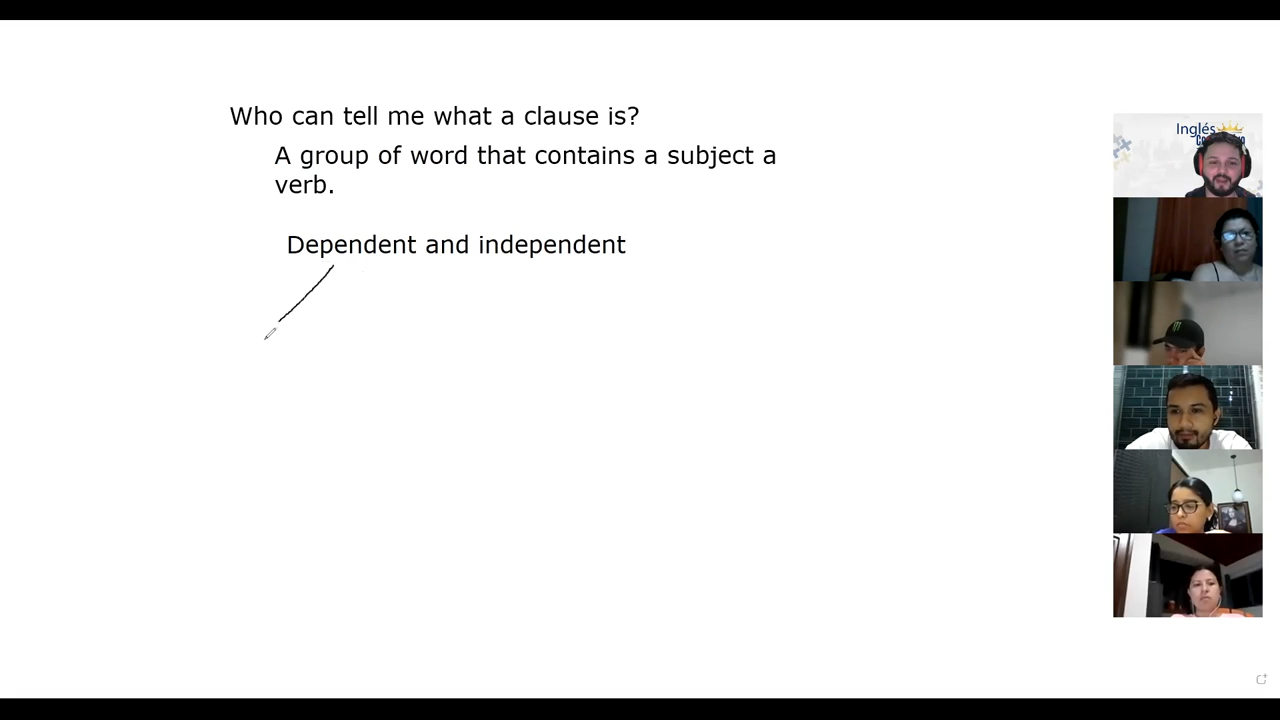 Who can tell me what a clause is?
A group of word that contains a subject a
verb.
Dependent and independent
Inglés